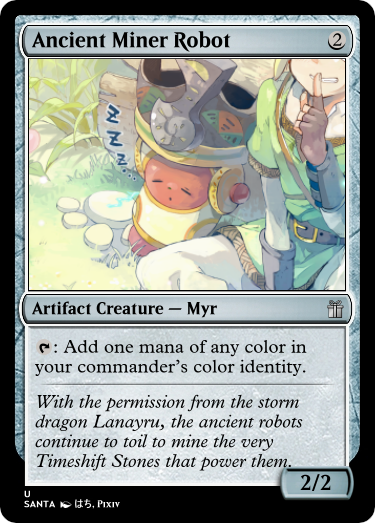 Ancient Miner Robot 2
z z z...
Artifact Creature — Myr
: Add one mana of any color in
your commander's color identity.
With the permission from the storm
dragon Lanayru, the ancient robots
continue to toil to mine the very
Timeshift Stones that power them.
2/2
U
SANTA はち, Pixiv